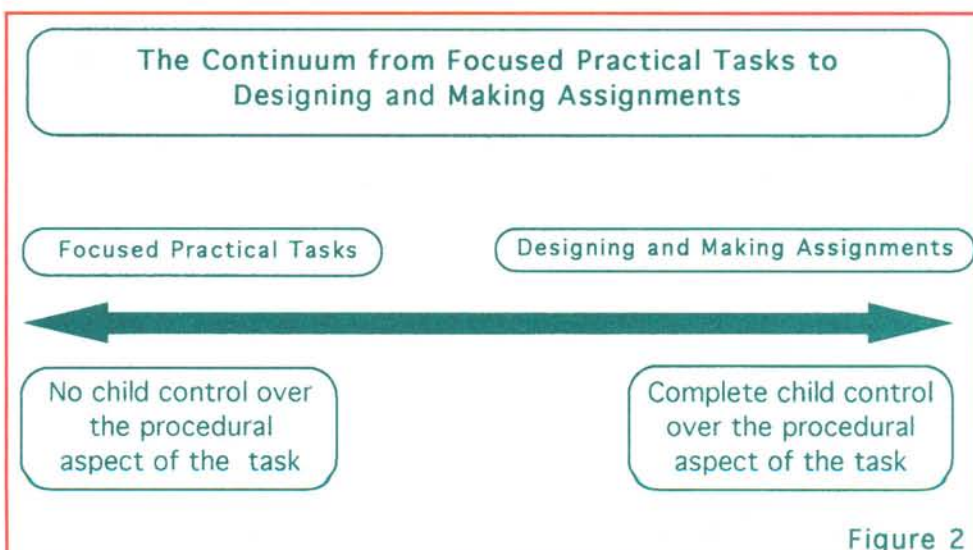 The Continuum from Focused Practical Tasks to
Designing and Making Assignments
Focused Practical Tasks
Designing and Making Assignments
No child control over
the procedural
aspect of the task
Complete child control
over the procedural
aspect of the task
Figure 2